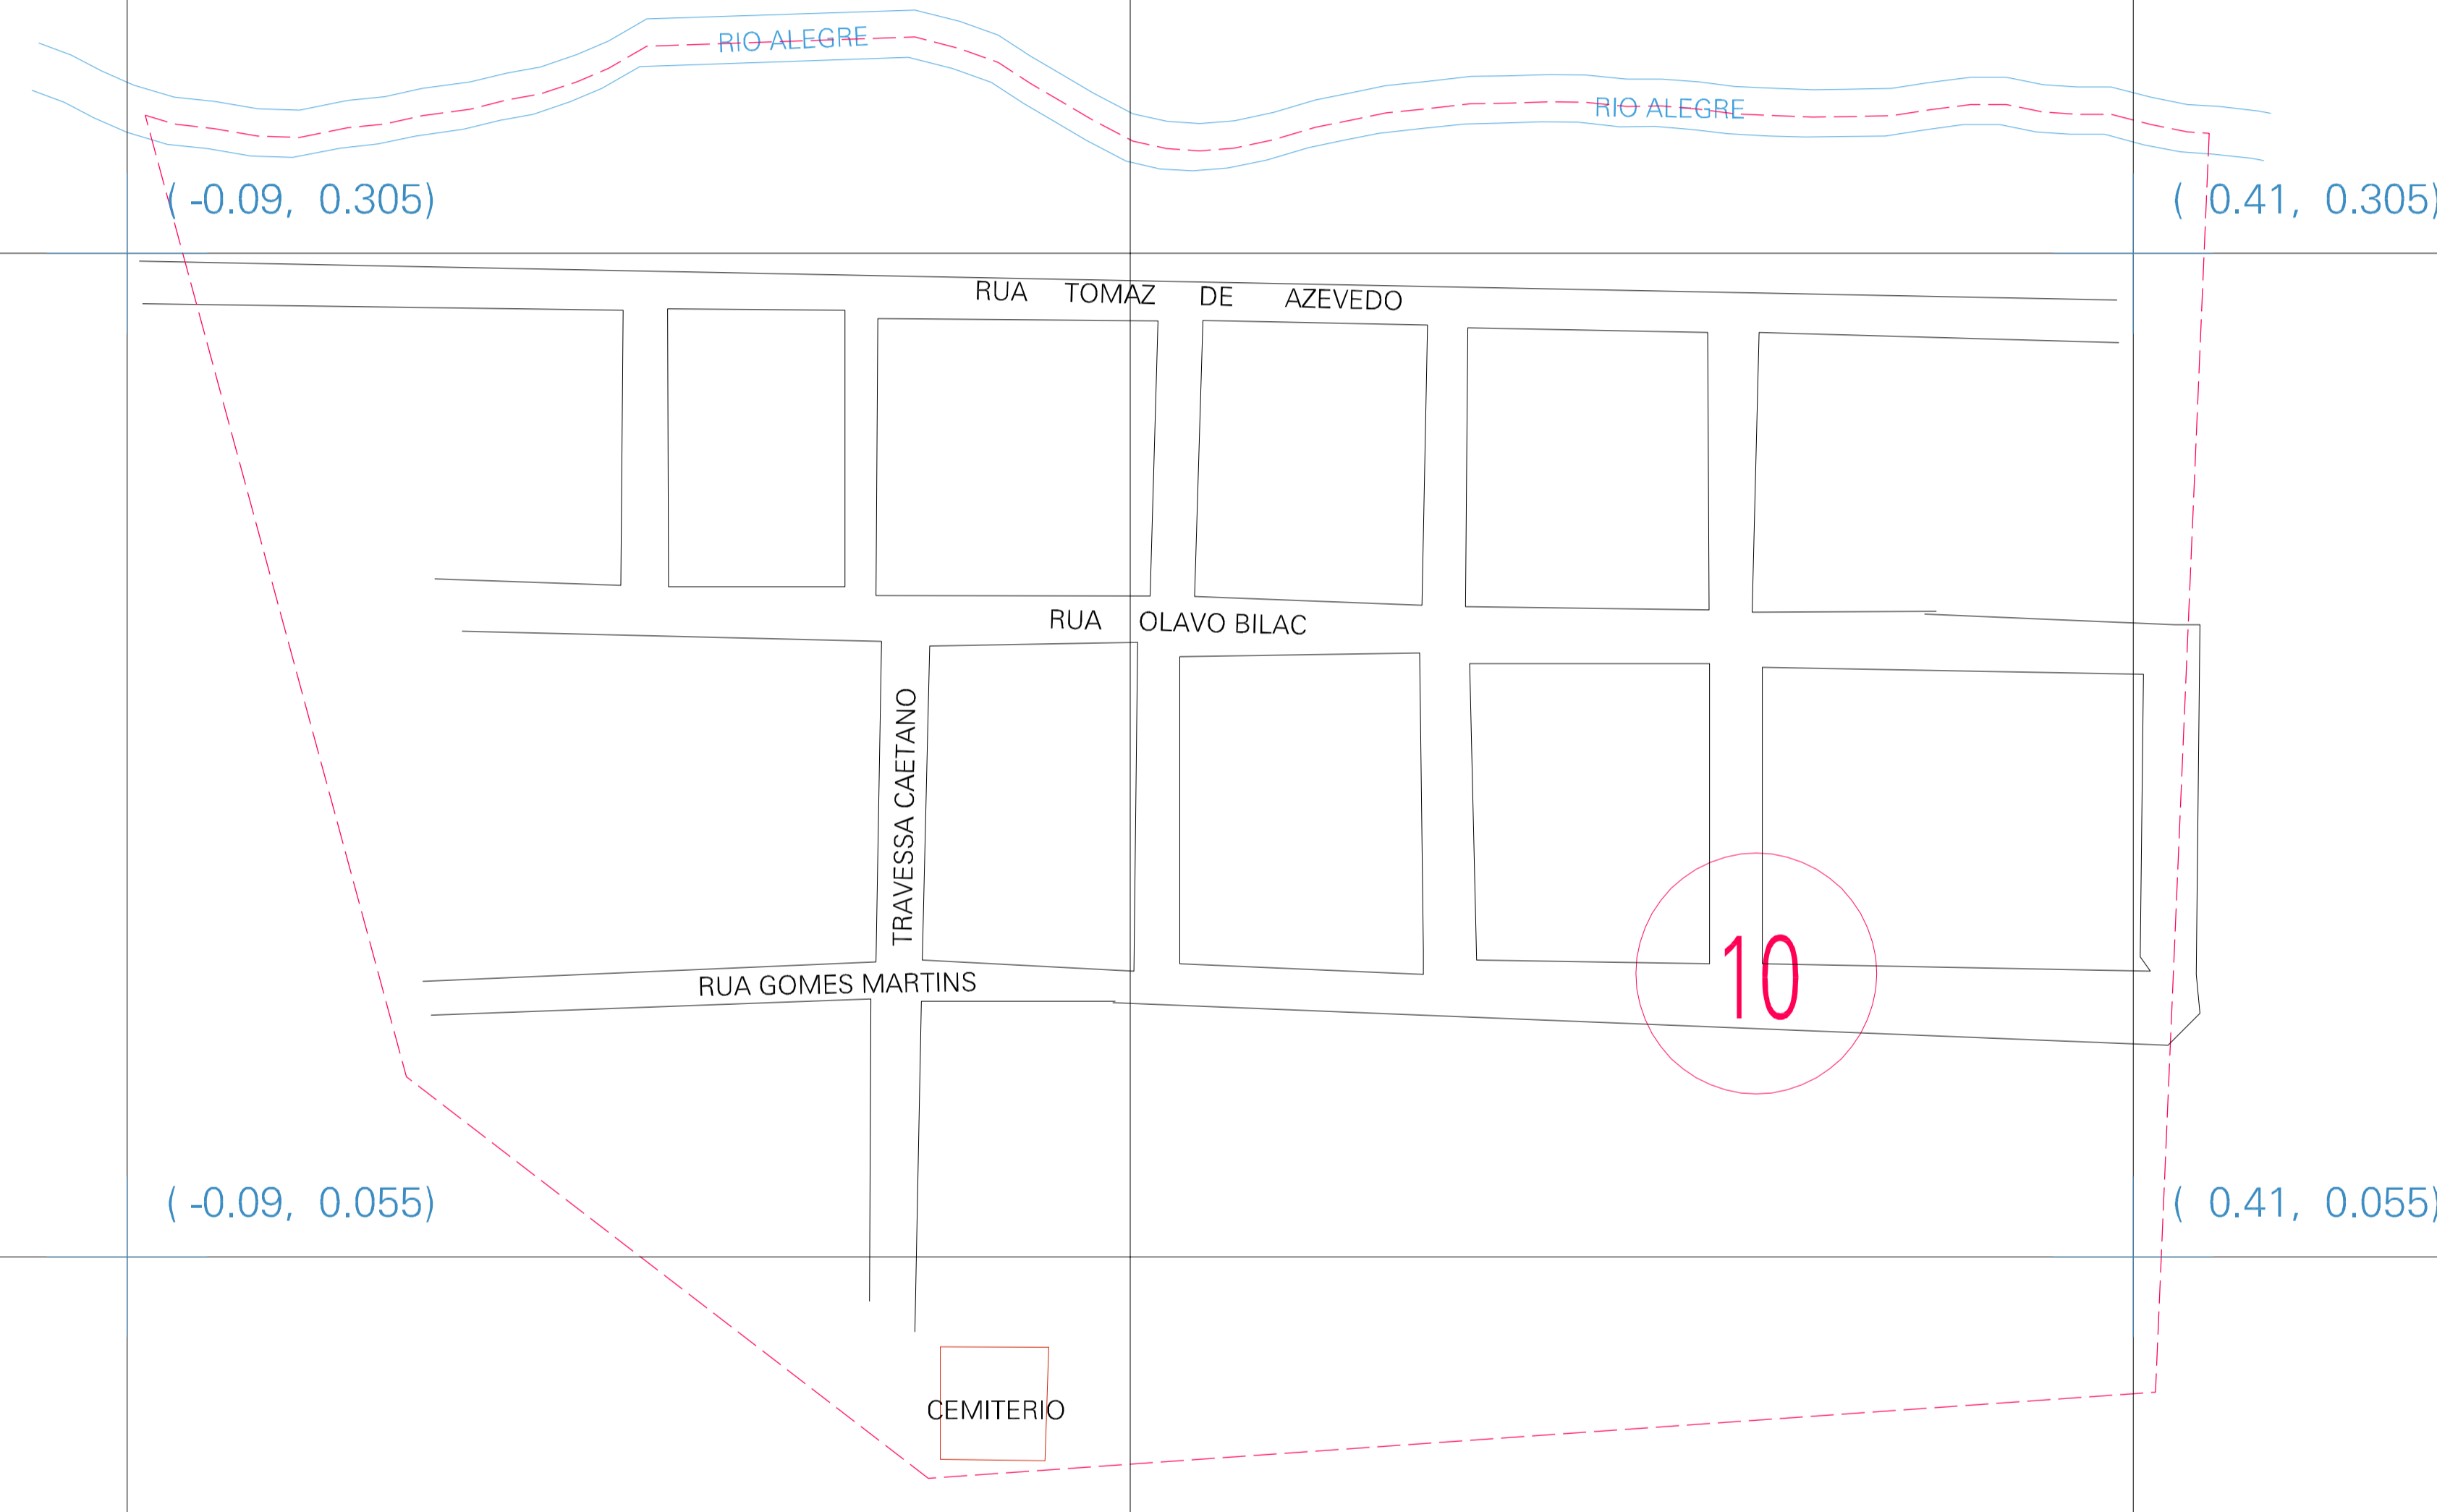 RIO ALEGRE
RIO ALEGRE
( -0.09, 0.305)
( 0.41, 0.305)
RUA TOMAZ DE AZEVEDO
RUA OLAVO BILAC
TRAVESSA CAETANO
RUA GOMES MARTINS
10
( -0.09, 0.055)
( 0.41, 0.055)
CEMITERIO